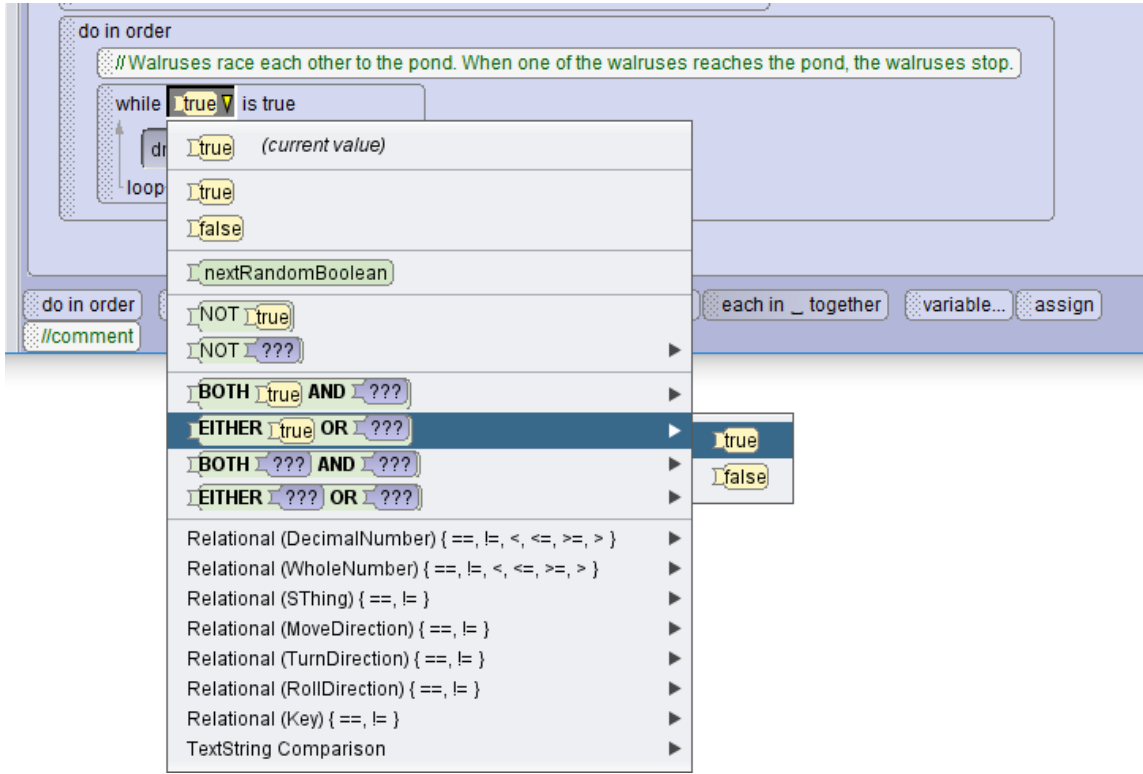 do in order
// Walruses race each other to the pond. When one of the walruses reaches the pond, the walruses stop.
while true is true
dr
loop
true (current value)
true
false
nextRandomBoolean
NOT true
NOT ???
BOTH true AND ???
EITHER true OR ???
true
false
BOTH ??? AND ???
EITHER ??? OR ???
Relational (DecimalNumber) { ==, !=, <, <=, >=, > }
Relational (WholeNumber) { ==, !=, <, <=, >=, > }
Relational (SThing) { ==, != }
Relational (MoveDirection) { ==, != }
Relational (TurnDirection) { ==, != }
Relational (RollDirection) { ==, != }
Relational (Key) { ==, != }
TextString Comparison
do in order each in _ together variable... assign
//comment